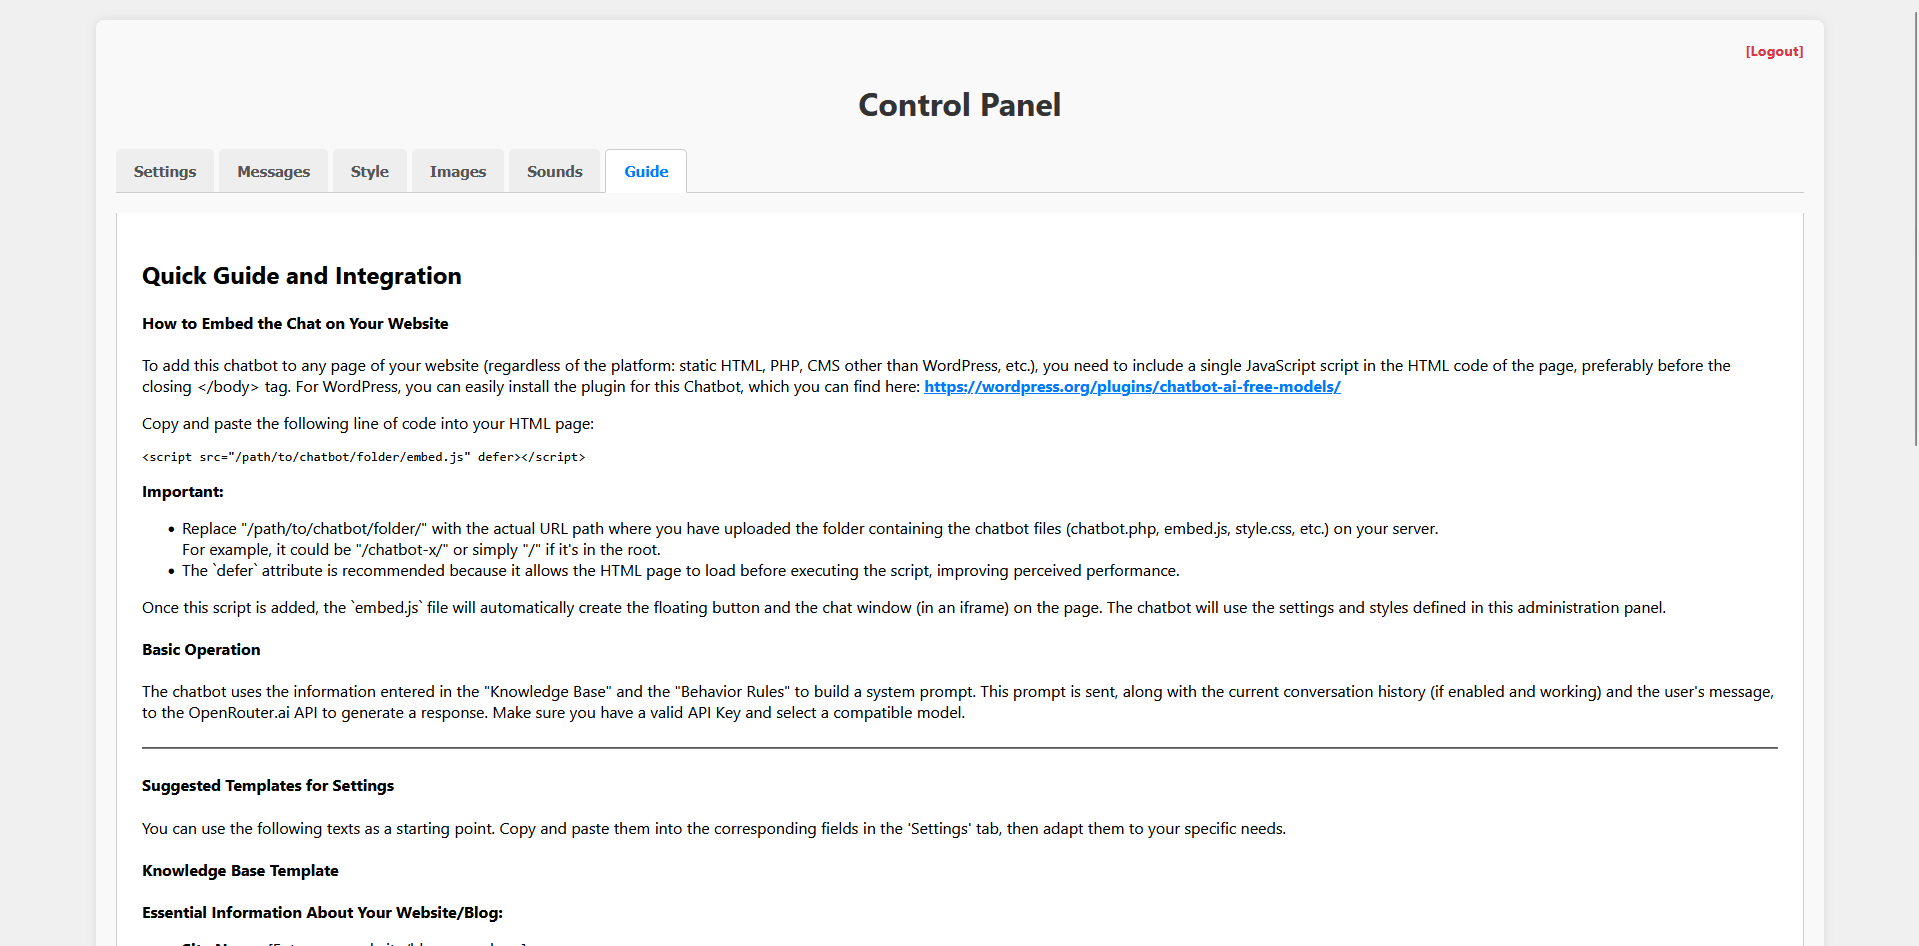 [Logout]
Control Panel
Settings
Messages
Style
Images
Sounds
Guide
Quick Guide and Integration
How to Embed the Chat on Your Website
To add this chatbot to any page of your website (regardless of the platform: static HTML, PHP, CMS other than WordPress, etc.), you need to include a single JavaScript script in the HTML code of the page, preferably before the
closing </body> tag. For WordPress, you can easily install the plugin for this Chatbot, which you can find here: https://wordpress.org/plugins/chatbot-ai-free-models/
Copy and paste the following line of code into your HTML page:
<script src="/path/to/chatbot/folder/embed.js" defer></script>
Important:
• Replace "/path/to/chatbot/folder/" with the actual URL path where you have uploaded the folder containing the chatbot files (chatbot.php, embed.js, style.css, etc.) on your server.
For example, it could be "/chatbot-x/" or simply "/" if it's in the root.
• The `defer` attribute is recommended because it allows the HTML page to load before executing the script, improving perceived performance.
Once this script is added, the `embed.js` file will automatically create the floating button and the chat window (in an iframe) on the page. The chatbot will use the settings and styles defined in this administration panel.
Basic Operation
The chatbot uses the information entered in the "Knowledge Base" and the "Behavior Rules" to build a system prompt. This prompt is sent, along with the current conversation history (if enabled and working) and the user's message,
to the OpenRouter.ai API to generate a response. Make sure you have a valid API Key and select a compatible model.
Suggested Templates for Settings
You can use the following texts as a starting point. Copy and paste them into the corresponding fields in the 'Settings' tab, then adapt them to your specific needs.
Knowledge Base Template
Essential Information About Your Website/Blog: